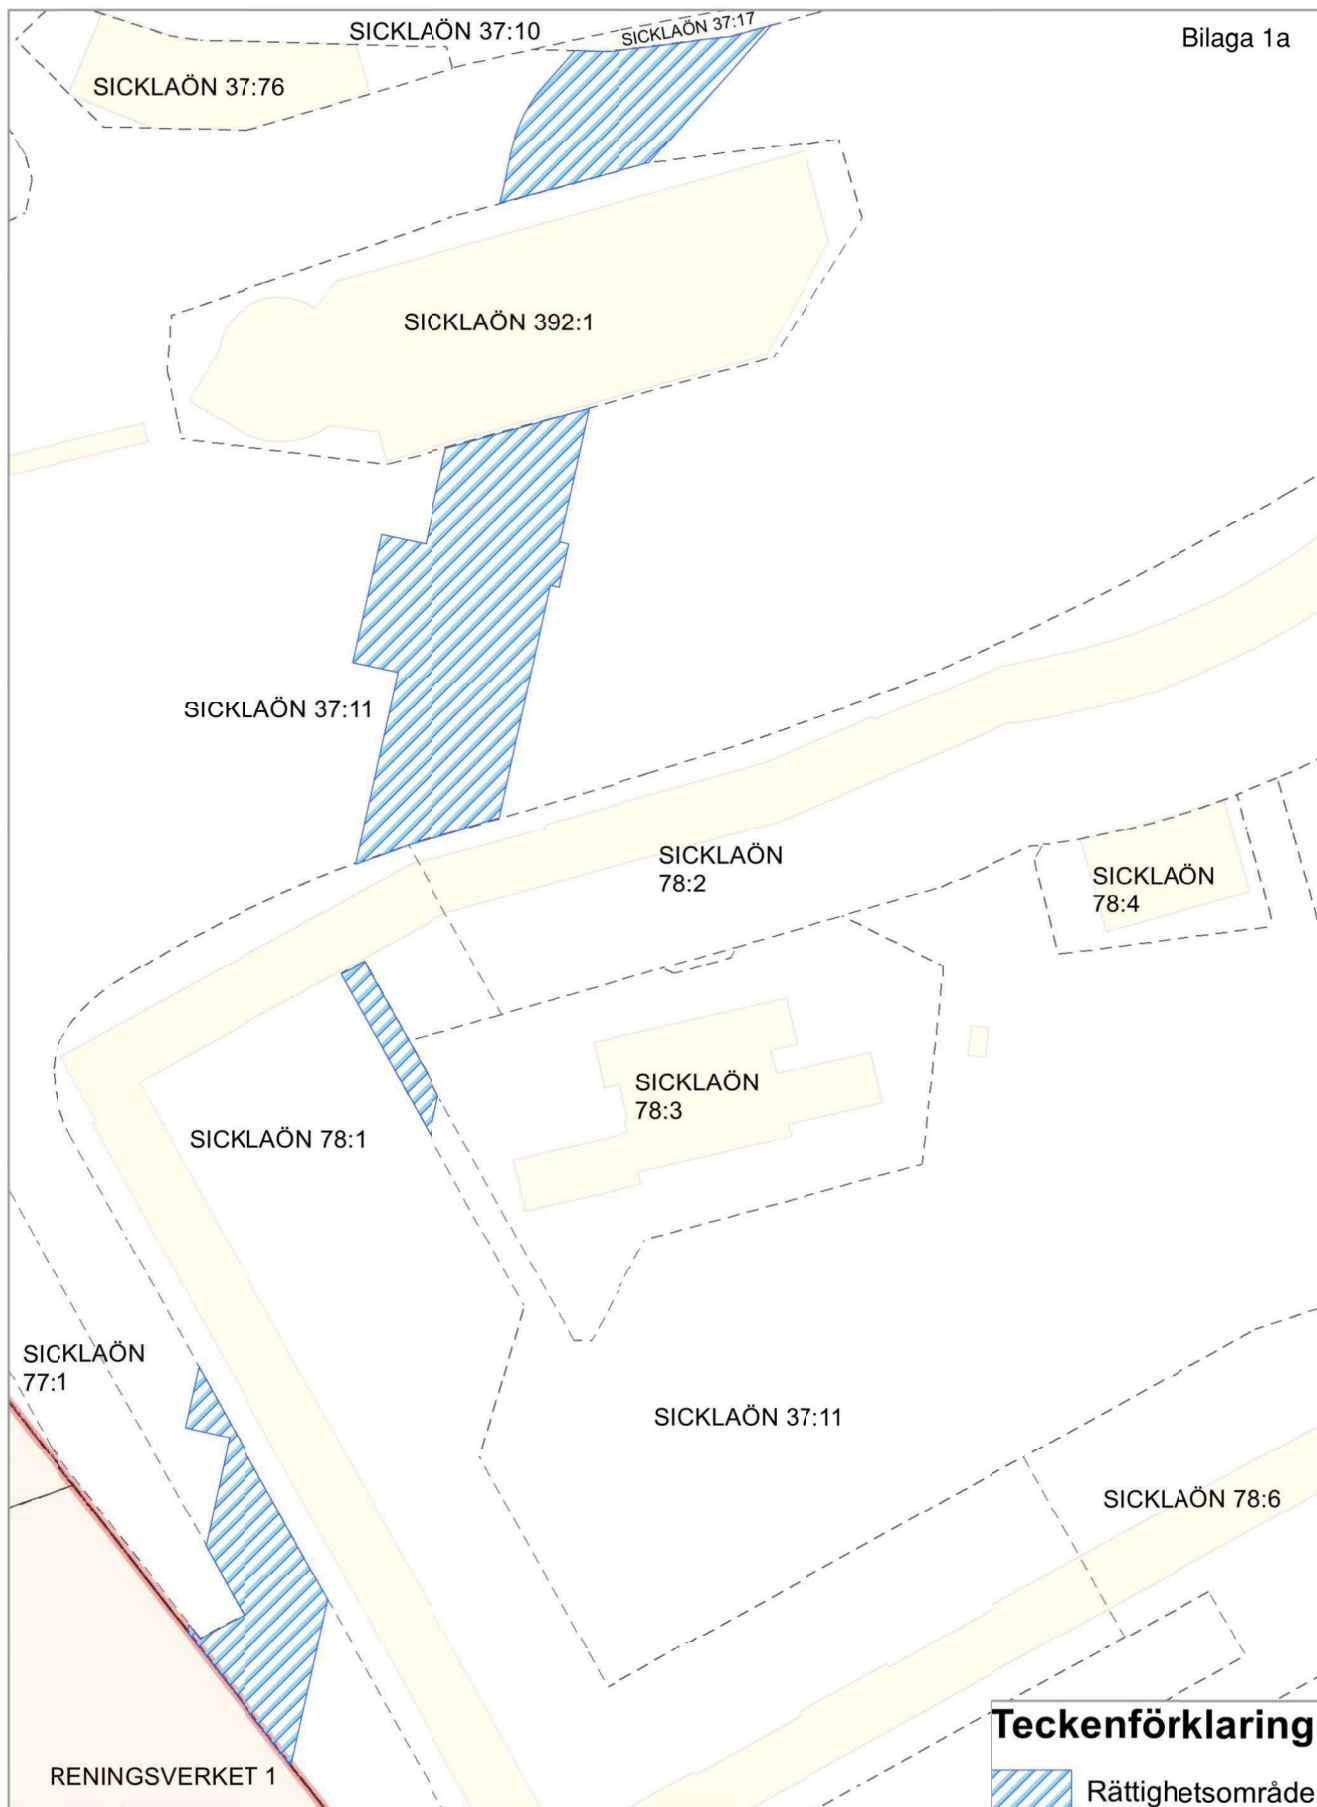 SICKLAÖN 37:10
SICKLAÖN 37:17
Bilaga 1a
SICKLAÖN 37:76
SICKLAÖN 392:1
SICKLAÖN 37:11
SICKLAÖN
78:2
SICKLAÖN
78:4
SICKLAÖN
78:3
SICKLAÖN 78:1
SICKLAÖN
77:1
SICKLAÖN 37:11
SICKLAÖN 78:6
RENINGSVERKET 1
Teckenförklaring
Rättighetsområde